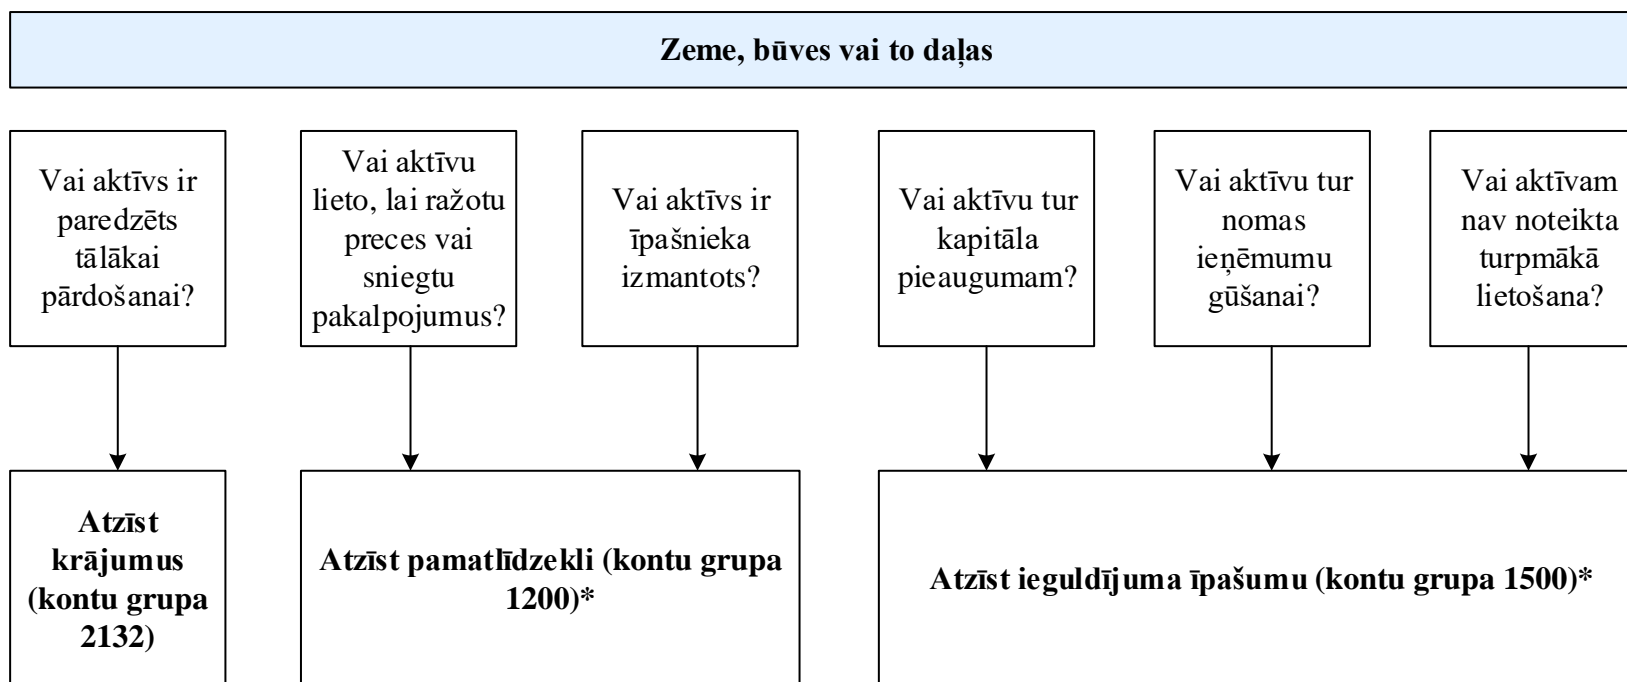 Zeme, būves vai to daļas
Vai aktīvs ir
paredzēts
tālākai
pārdošanai?
Vai aktīvu
lieto, lai ražotu
preces vai
sniegtu
pakalpojumus?
Vai aktīvs ir
īpašnieka
izmantots?
Vai aktīvu tur
kapitāla
pieaugumam?
Vai aktīvu tur
nomas
ieņēmumu
gūšanai?
Vai aktīvam
nav noteikta
turpmākā
lietošana?
Atzīst
krājumus
(kontu grupa
2132)
Atzīst pamatlīdzekli (kontu grupa
1200)*
Atzīst ieguldījuma īpašumu (kontu grupa 1500)*